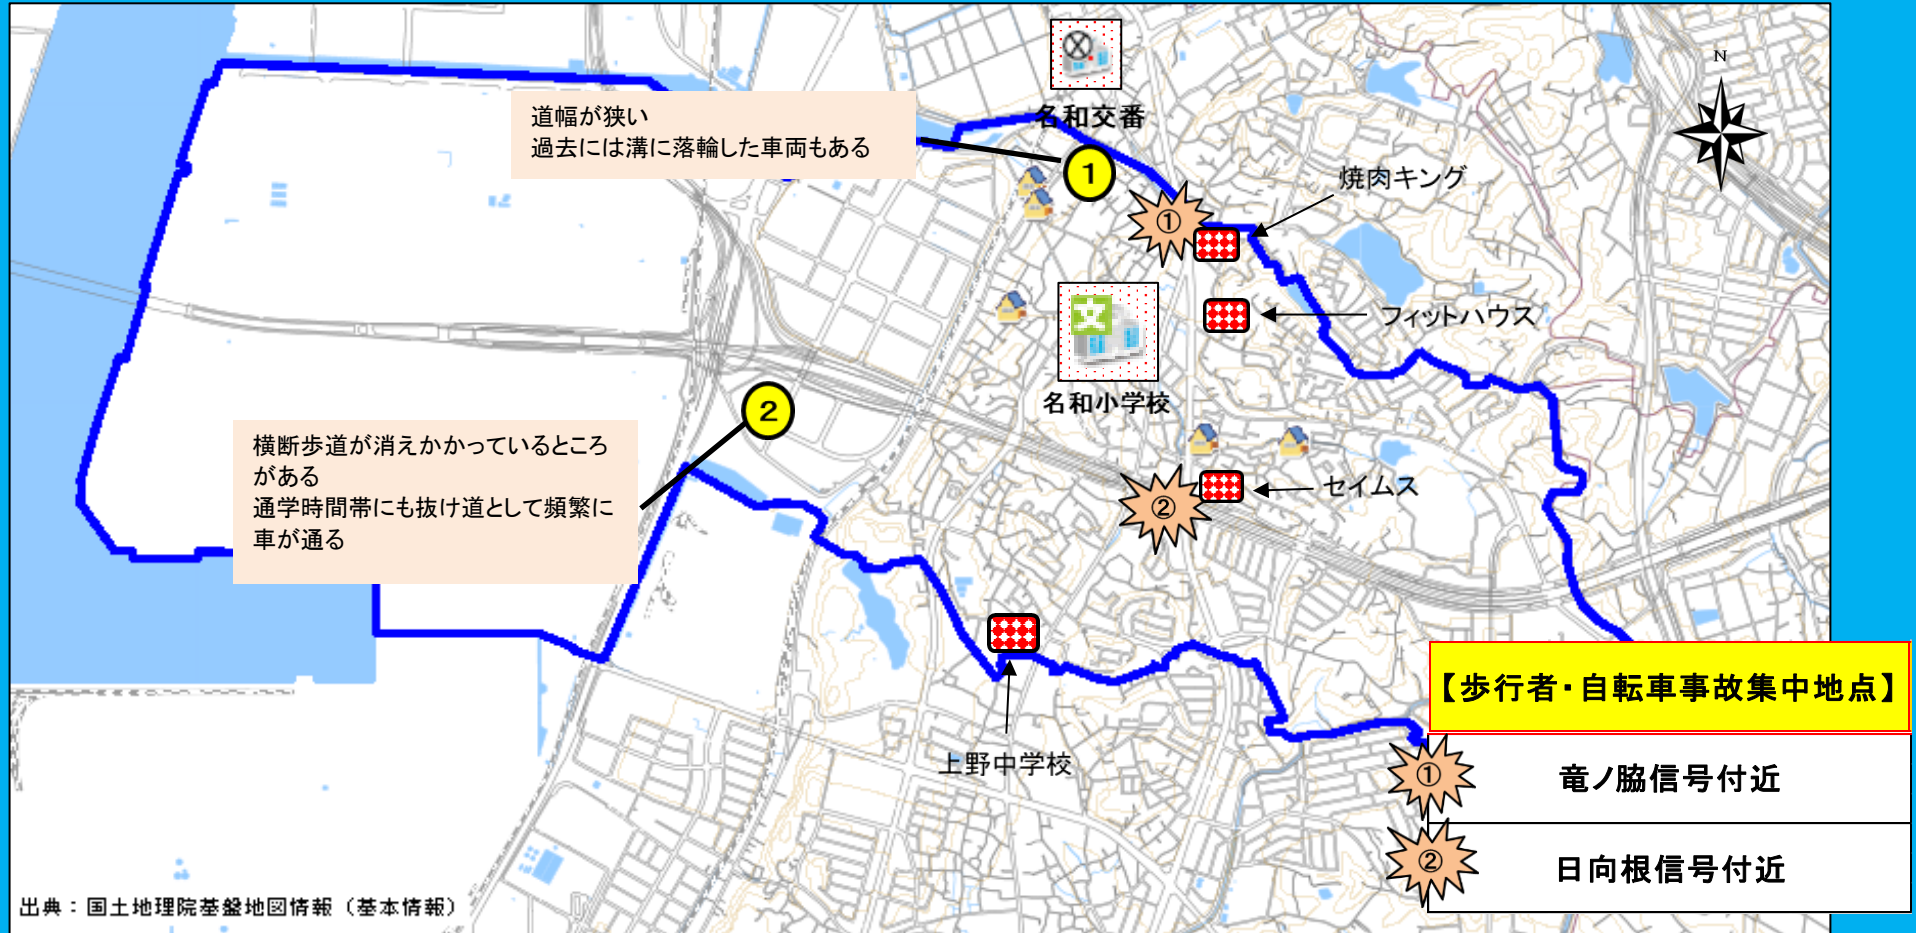 N
名和交番
道幅が狭い
過去には溝に落輪した車両もある
1
焼肉キング
①
フィットハウス
文
名和小学校
2
横断歩道が消えかかっているところ
がある
通学時間帯にも抜け道として頻繁に
車が通る
セイムス
②
上野中学校
【歩行者・自転車事故集中地点】
① 竜ノ脇信号付近
② 日向根信号付近
出典：国土地理院基盤地図情報（基本情報）